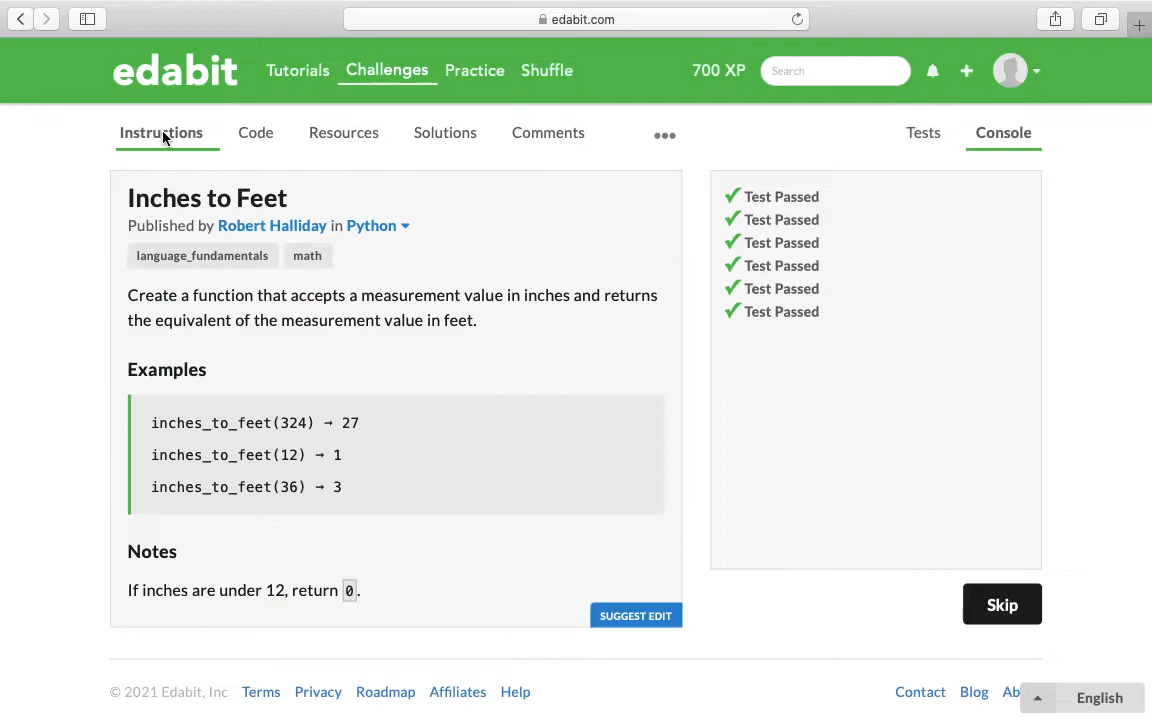 edabit.com
edabit Tutorials Challenges Practice Shuffle 700 XP Search
Instructions Code Resources Solutions Comments Tests Console
Inches to Feet
Published by Robert Halliday in Python
language_fundamentals math
Create a function that accepts a measurement value in inches and returns
the equivalent of the measurement value in feet.
Examples
inches_to_feet(324) → 27
inches_to_feet(12) → 1
inches_to_feet(36) → 3
Notes
If inches are under 12, return 0.
SUGGEST EDIT
Test Passed
Test Passed
Test Passed
Test Passed
Test Passed
Test Passed
Skip
© 2021 Edabit, Inc Terms Privacy Roadmap Affiliates Help Contact Blog Ab
English